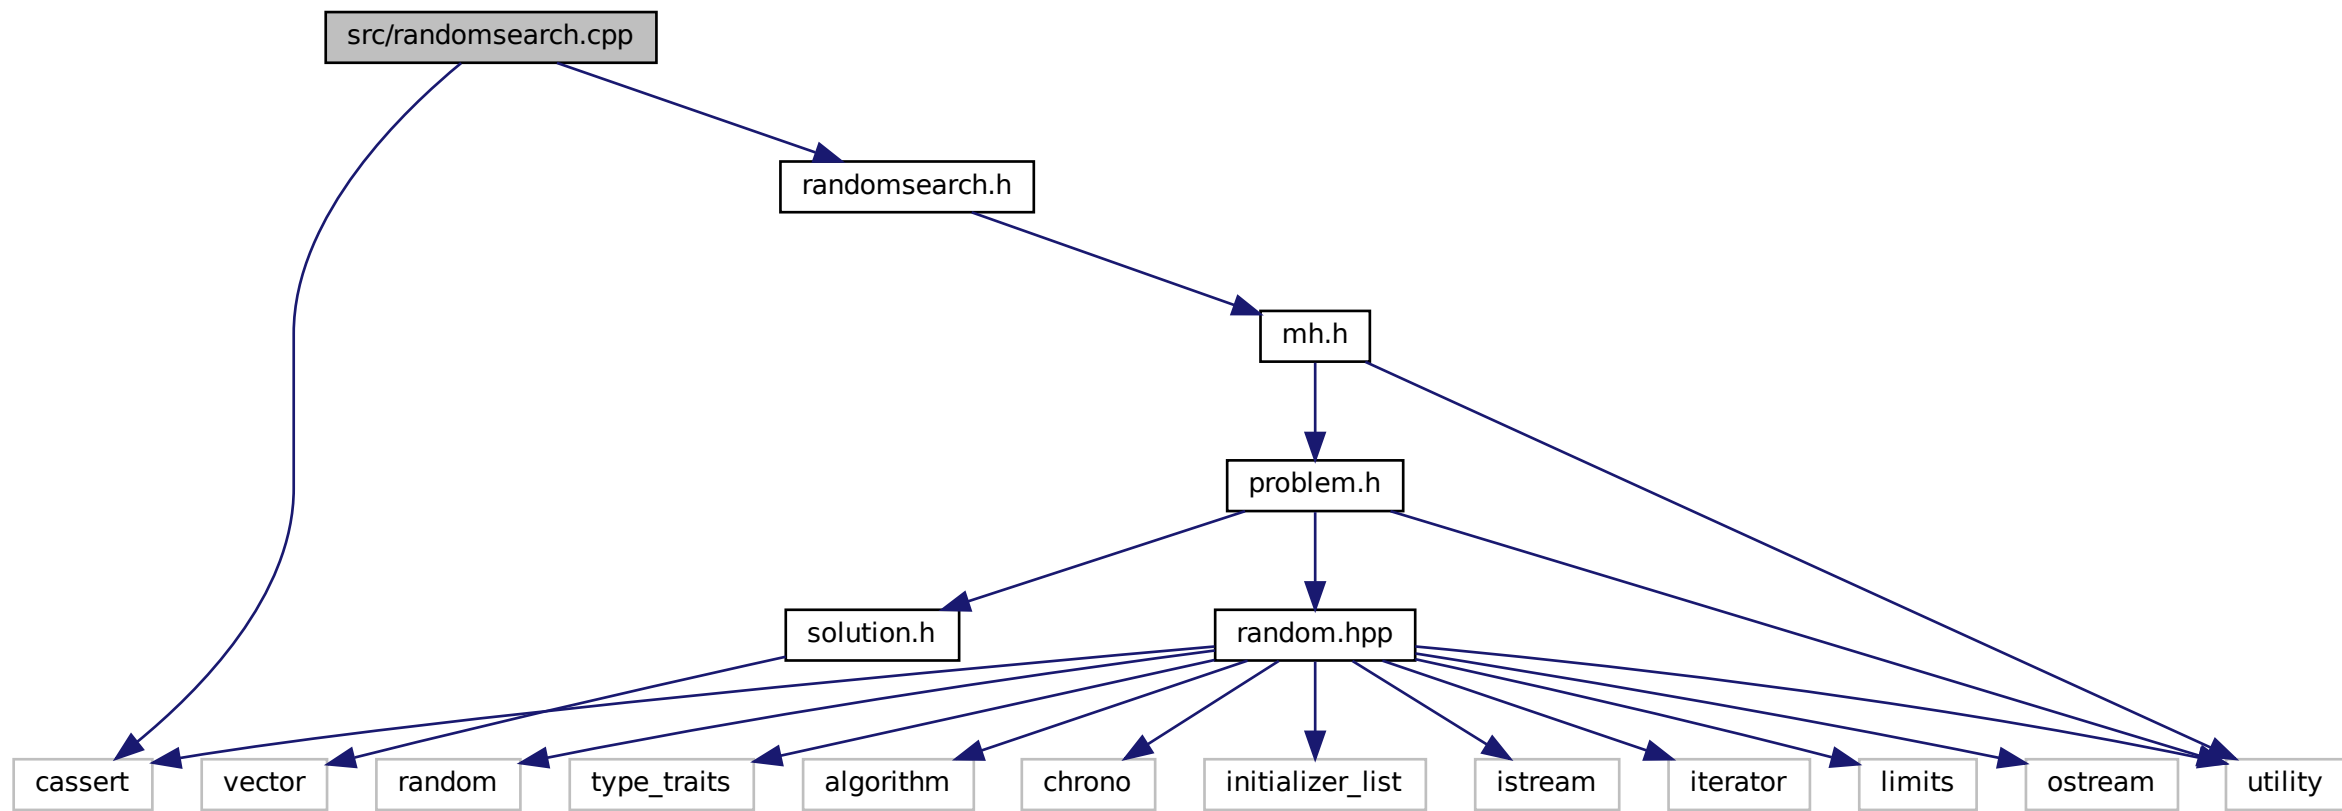 src/randomsearch.cpp
randomsearch.h
mh.h
problem.h
solution.h
random.hpp
cassert
vector
random
type_traits
algorithm
chrono
initializer_list
istream
iterator
limits
ostream
utility